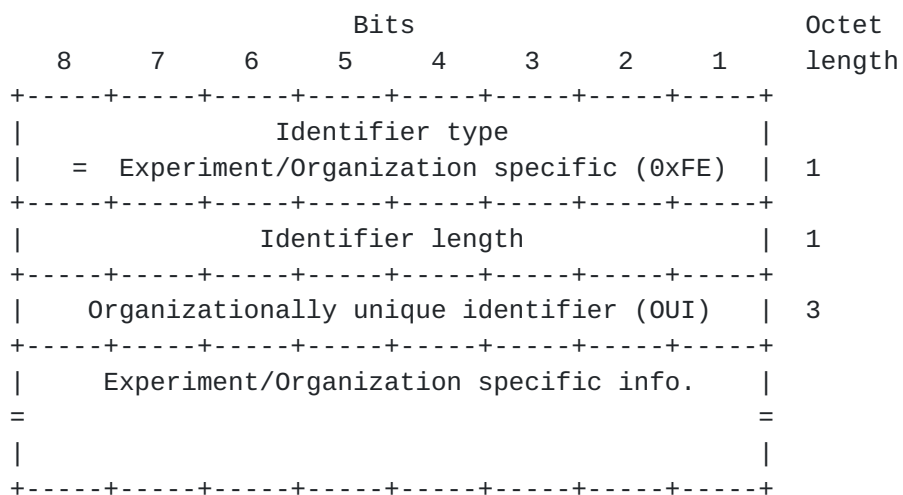 Bits                         Octet
   8     7     6     5     4     3     2     1     length
+-----+-----+-----+-----+-----+-----+-----+-----+
|                Identifier type                |
|   =  Experiment/Organization specific (0xFE)  |  1
+-----+-----+-----+-----+-----+-----+-----+-----+
|               Identifier length               |  1
+-----+-----+-----+-----+-----+-----+-----+-----+
|    Organizationally unique identifier (OUI)   |  3
+-----+-----+-----+-----+-----+-----+-----+-----+
|     Experiment/Organization specific info.    |
=                                               =
|                                               |
+-----+-----+-----+-----+-----+-----+-----+-----+